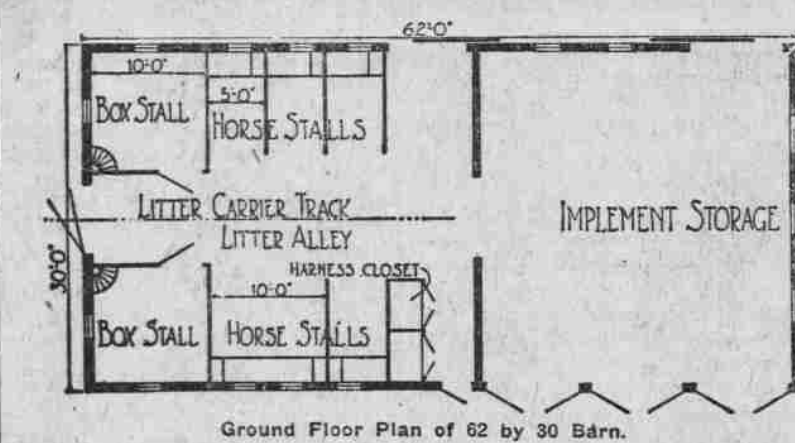 62'-0"
10'-0"
5'-0"
BOX STALL
HORSE STALLS
LITTER CARRIER TRACK
LITTER ALLEY
IMPLEMENT STORAGE
30'-0"
HARNESS CLOSET
10'-0"
BOX STALL
HORSE STALLS
Ground Floor Plan of 62 by 30 Barn.